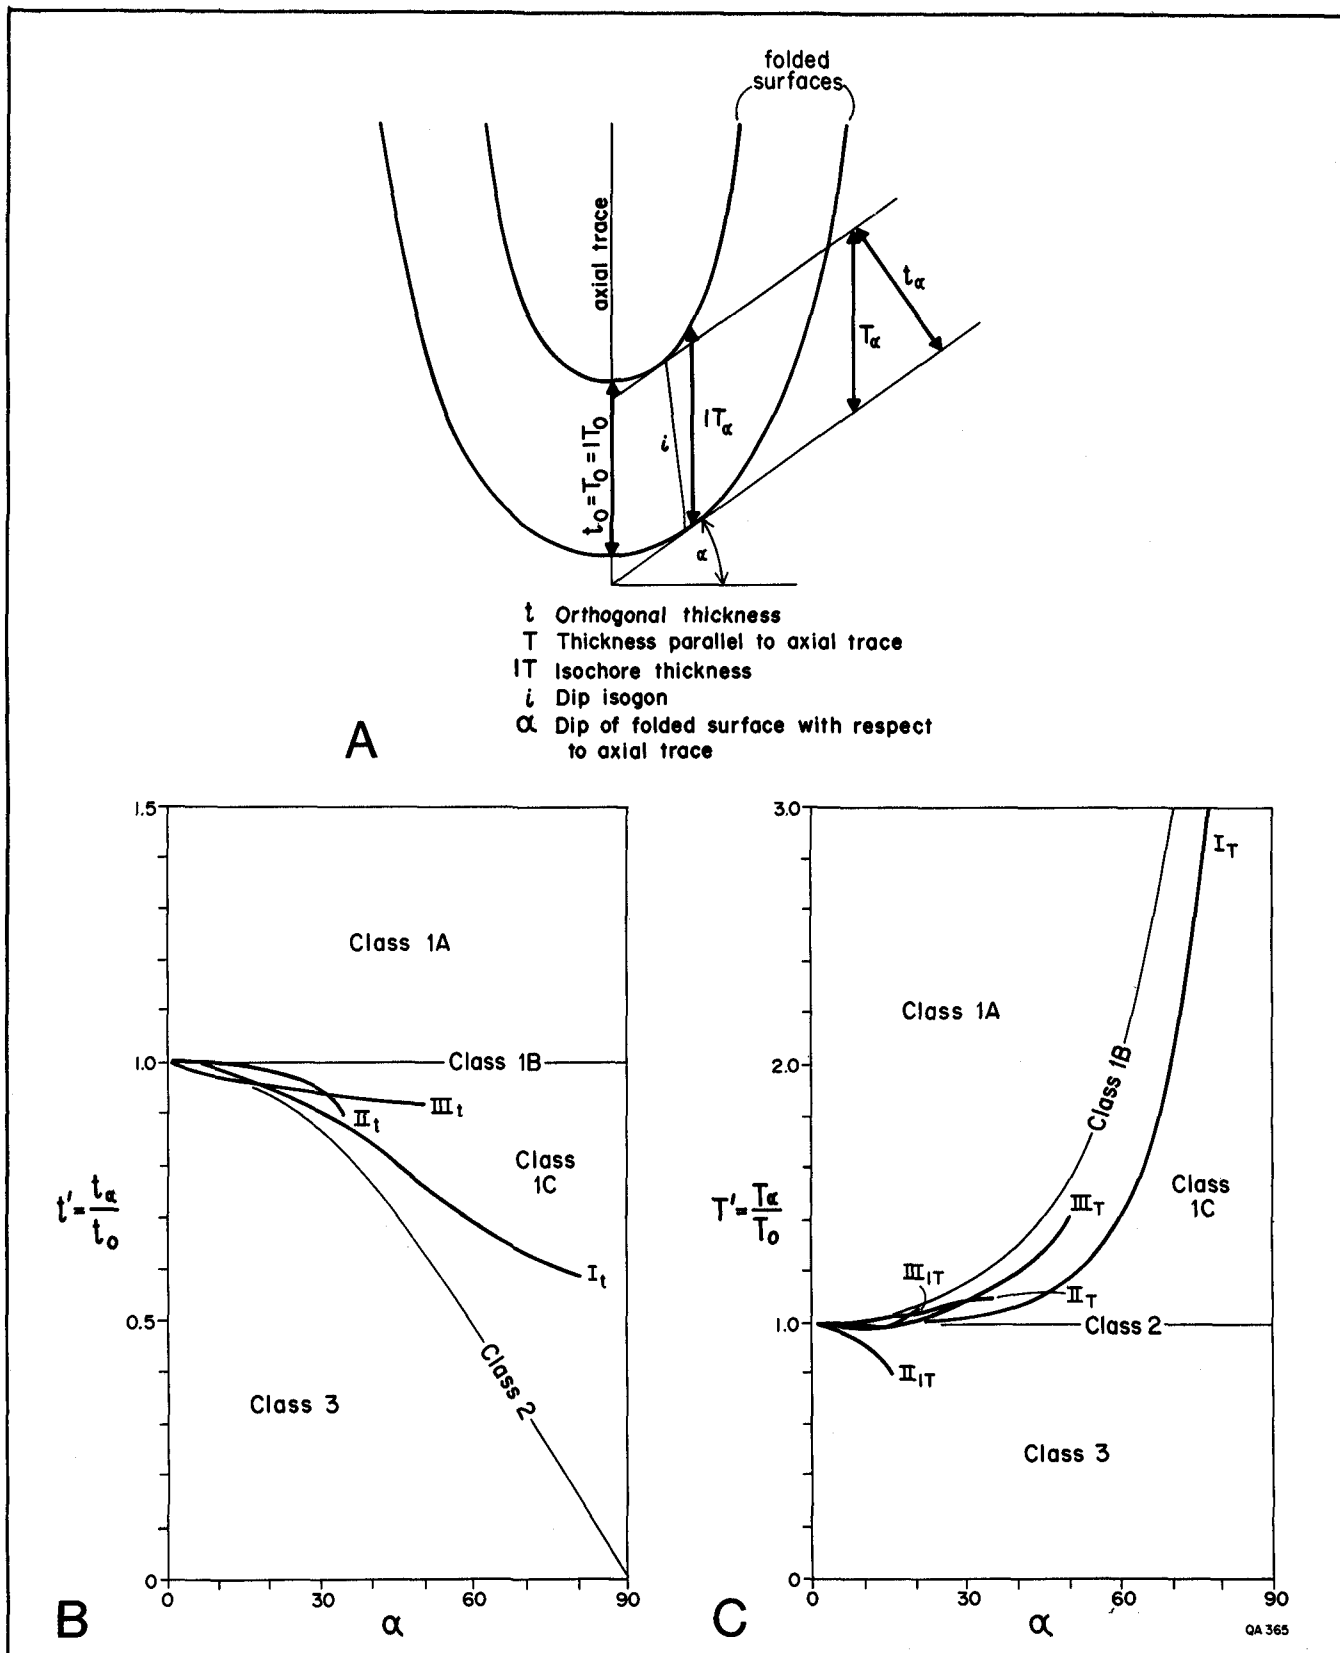 folded
surfaces
axial trace
t₀ = T₀ = IT₀
i
ITα
Tα
tα
α
t Orthogonal thickness
T Thickness parallel to axial trace
IT Isochore thickness
i Dip isogon
α Dip of folded surface with respect
to axial trace
A
1.5
1.0
0.5
0
0
30
60
90
Class 1A
Class 1B
IIt
IIIt
Class
1C
It
Class 2
Class 3
t' = tα/t₀
α
B
3.0
2.0
1.0
0
0
30
60
90
IT
Class 1A
Class 1B
Class
1C
IIIT
IIIIT
IIT
Class 2
IIIT
Class 3
T' = Tα/T₀
α
C
QA 365